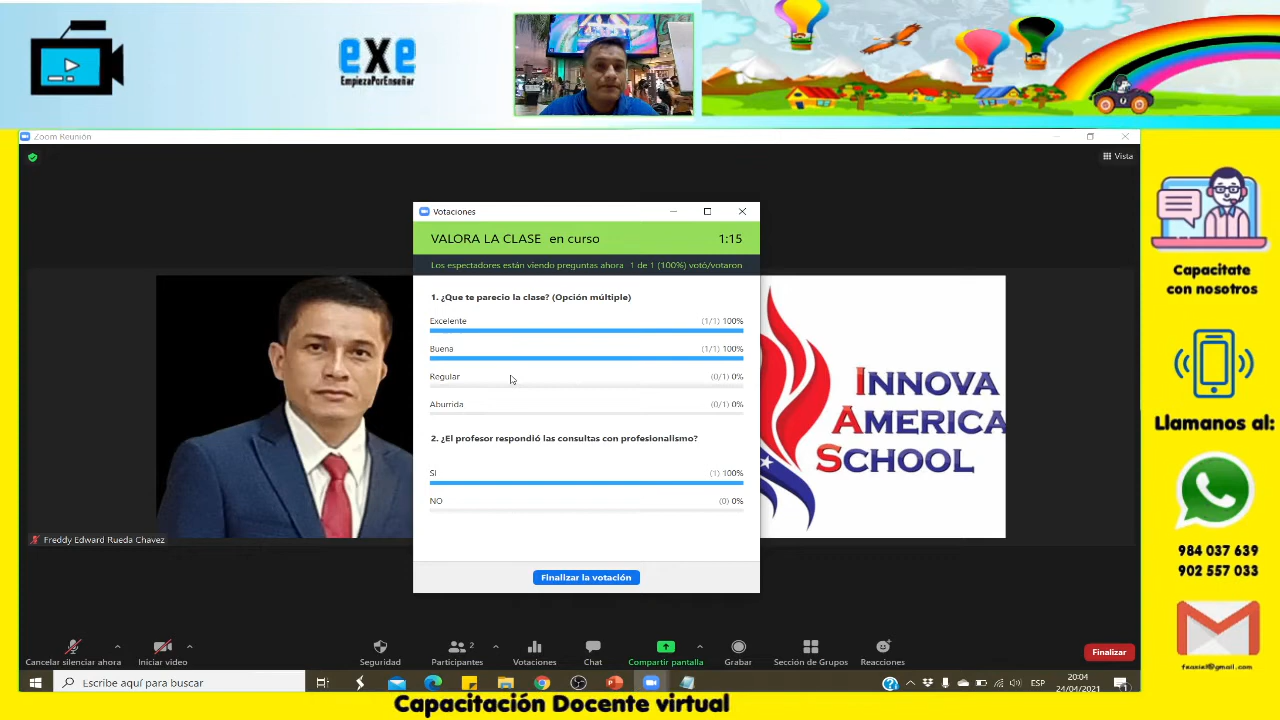 exe
EmpiezaPorEnseñar
Zoom Reunión
Vista
Votaciones
VALORA LA CLASE en curso
1:15
Los espectadores están viendo preguntas ahora 1 de 1 (100%) votó/votaron
1. ¿Que te parecio la clase? (Opción múltiple)
Excelente (1/1) 100%
Buena (1/1) 100%
Regular (0/1) 0%
Aburrida (0/1) 0%
2. ¿El profesor respondió las consultas con profesionalismo?
SI (1) 100%
NO (0) 0%
Finalizar la votación
INNOVA
AMERICA
SCHOOL
Freddy Edward Rueda Chavez
Cancelar silenciar ahora
Iniciar video
Seguridad
2
Participantes
Votaciones
Chat
Compartir pantalla
Grabar
Sección de Grupos
Reacciones
Finalizar
Escribe aquí para buscar
ESP
20:04
24/04/2021
1
Capacitate
con nosotros
Llamanos al:
984 037 639
902 557 033
Capacitación Docente virtual